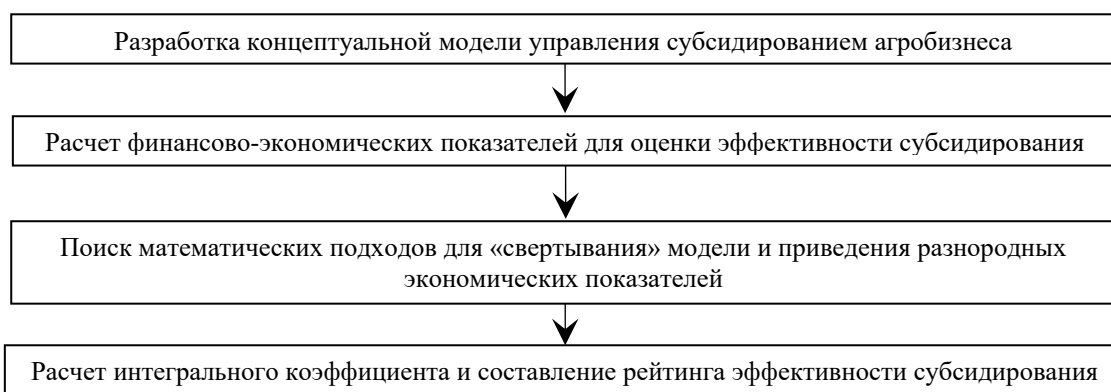 Разработка концептуальной модели управления субсидированием агробизнеса
Расчет финансово-экономических показателей для оценки эффективности субсидирования
Поиск математических подходов для «свертывания» модели и приведения разнородных
экономических показателей
Расчет интегрального коэффициента и составление рейтинга эффективности субсидирования